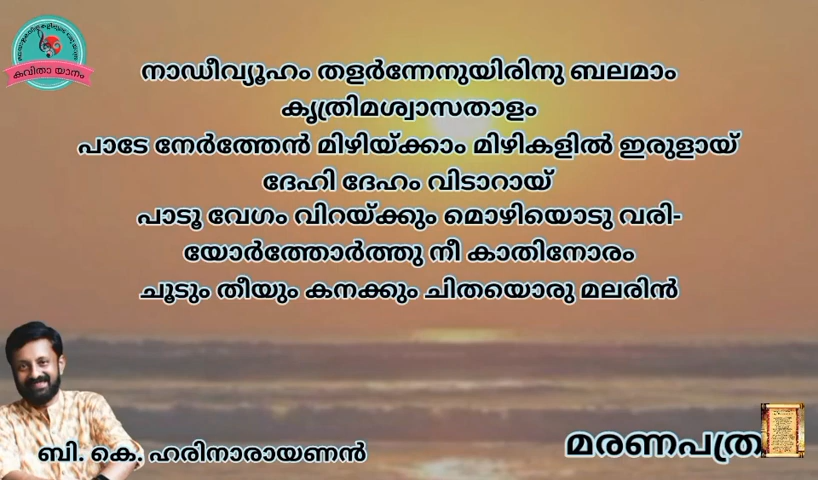 കവിതാ യാനം
നാഡീവ്യൂഹം തളർന്നേനുയിരിനു ബലമാം
കൃത്രിമശ്വാസതാളം
പാടേ നേർത്തേൻ മിഴിയ്ക്കാം മിഴികളിൽ ഇരുളായ്
ദേഹി ദേഹം വിടാറായ്
പാടൂ വേഗം വിറയ്ക്കും മൊഴിയൊടു വരി-
യോർത്തോർത്തു നീ കാതിനോരം
ചൂടും തീയും കനക്കും ചിതയൊരു മലരിൻ
ബി. കെ. ഹരിനാരായണൻ
മരണപത്ര